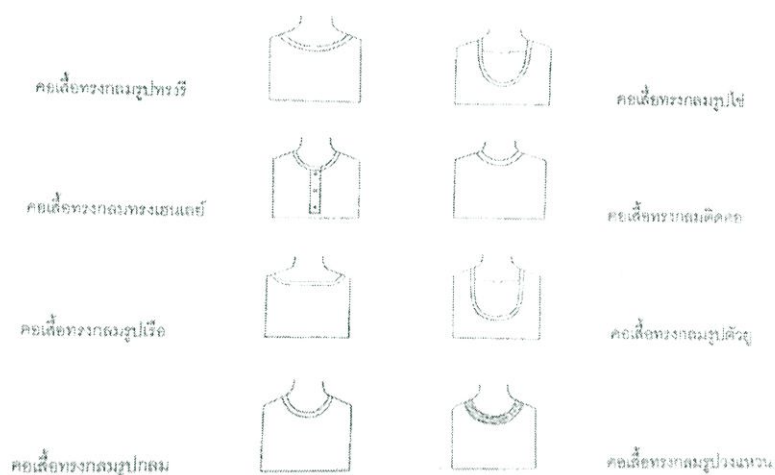 คอเสื้อทรงกลมรูปทรงรี
คอเสื้อทรงกลมรูปไข่
คอเสื้อทรงกลมทรงเฮนเลย์
คอเสื้อทรงกลมติดคอ
คอเสื้อทรงกลมรูปเรือ
คอเสื้อทรงกลมรูปตัวยู
คอเสื้อทรงกลมรูปกลม
คอเสื้อทรงกลมรูปวงแหวน